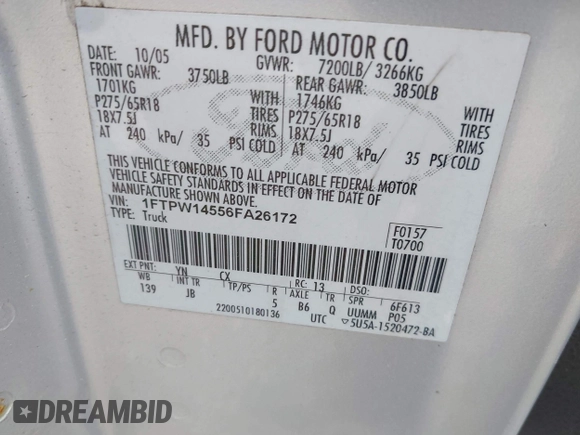 MFD. BY FORD MOTOR CO.
DATE: 10/05 GVWR: 7200LB/ 3266KG
FRONT GAWR: 3750LB REAR GAWR: 3850LB
1701KG WITH 1746KG WITH
P275/65R18 TIRES P275/65R18 TIRES
18X7.5J RIMS 18X7.5J RIMS
AT 240 kPa/ 35 PSI COLD AT 240 kPa/ 35 PSI COLD
THIS VEHICLE CONFORMS TO ALL APPLICABLE FEDERAL MOTOR
VEHICLE SAFETY STANDARDS IN EFFECT ON THE DATE OF
MANUFACTURE SHOWN ABOVE.
VIN: 1FTPW14556FA26172
TYPE: Truck
F0157
T0700
EXT PNT: YN CX RC: 13 DSO:
WB INT TR TP/PS R AXLE TR SPR 6F613
139 JB 5 B6 Q UUMM P05
2200510180136 UTC 5U5A-1520472-BA
Ford
DREAMBID